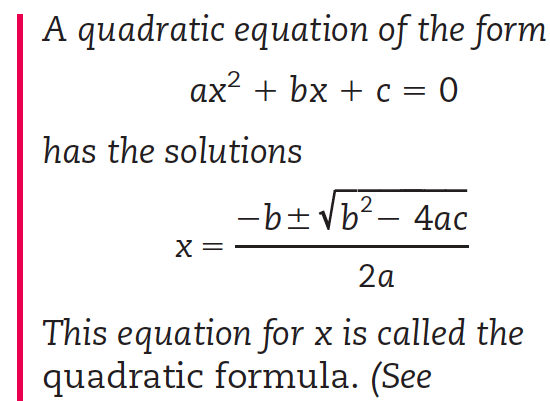 A quadratic equation of the form
ax² + bx + c = 0
has the solutions
x = −b ± √b² − 4ac
2a
This equation for x is called the
quadratic formula. (See